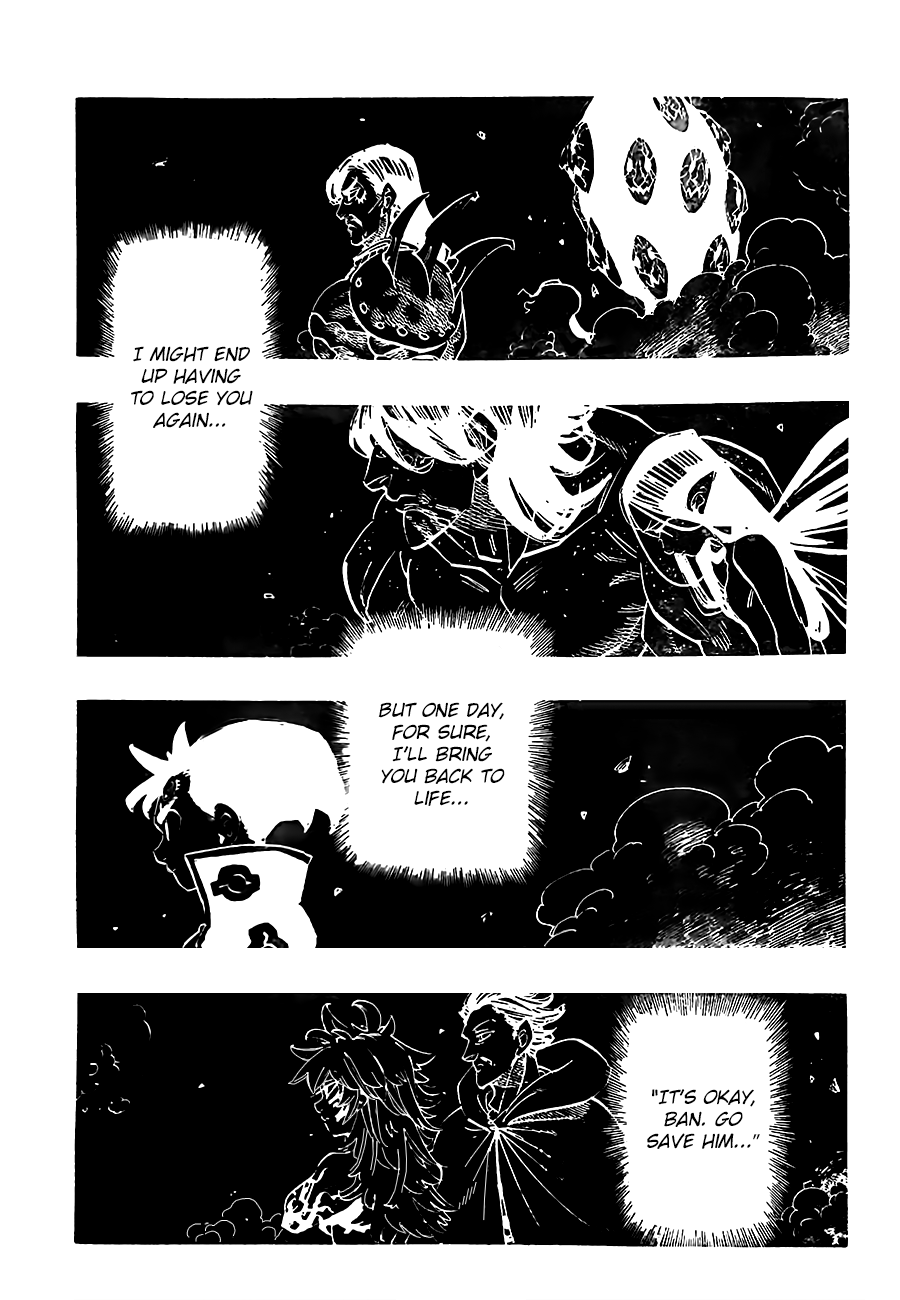 I MIGHT END
UP HAVING
TO LOSE YOU
AGAIN...
BUT ONE DAY,
FOR SURE,
I'LL BRING
YOU BACK TO
LIFE...
"IT'S OKAY,
BAN. GO
SAVE HIM..."